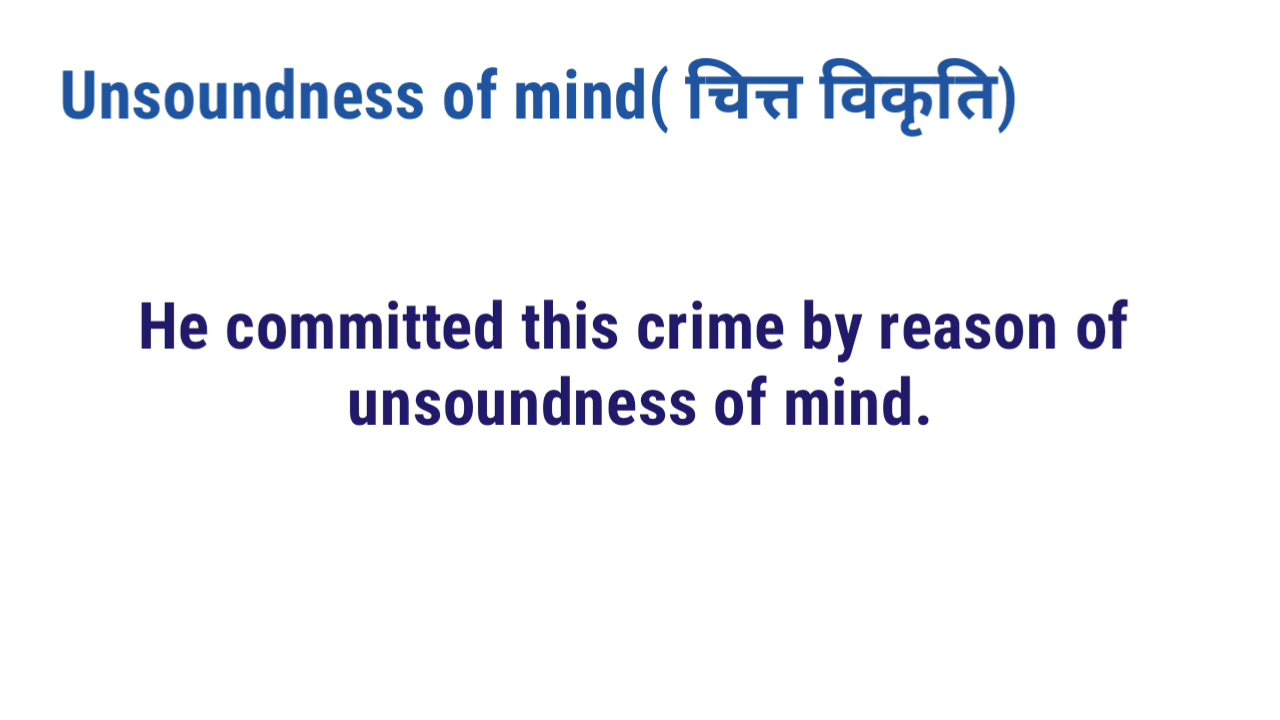 Unsoundness of mind( चित्त विकृति)
He committed this crime by reason of
unsoundness of mind.